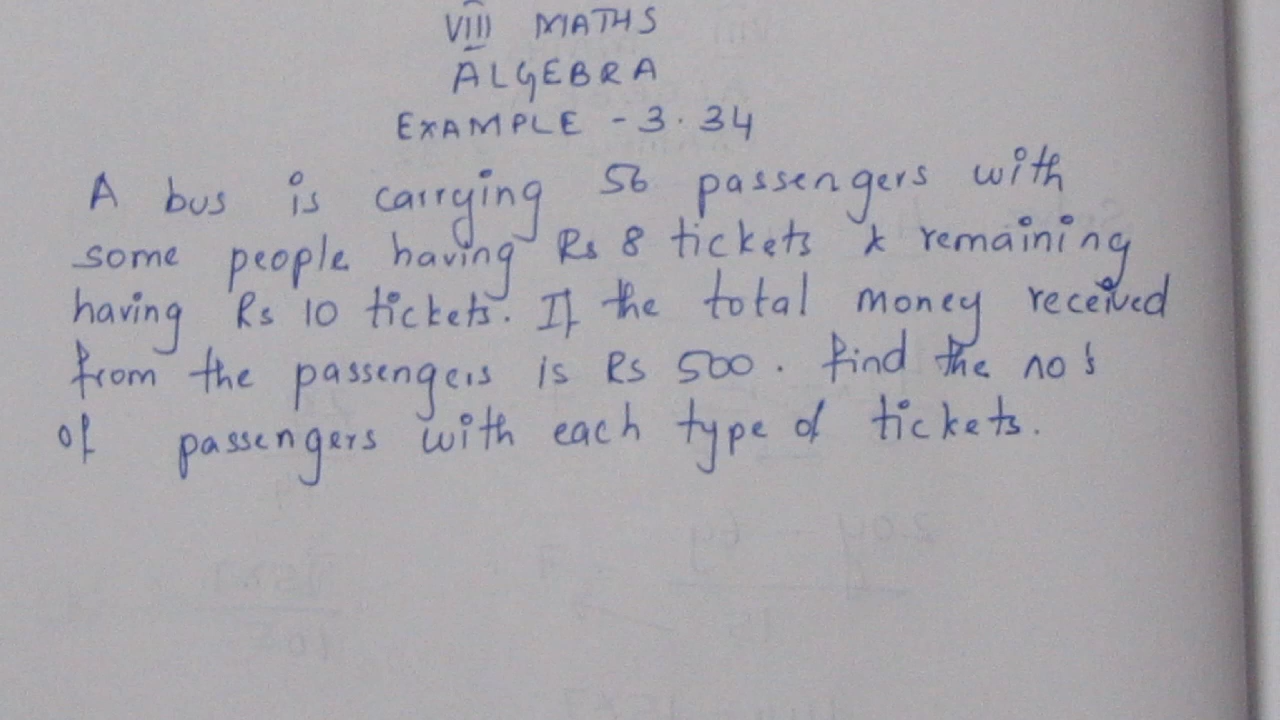 VIII MATHS
ALGEBRA
EXAMPLE - 3.34
A bus is carrying 56 passengers with
some people having Rs 8 tickets & remaining
having Rs 10 tickets. If the total money received
from the passengers is Rs 500. find the no's
of passengers with each type of tickets.